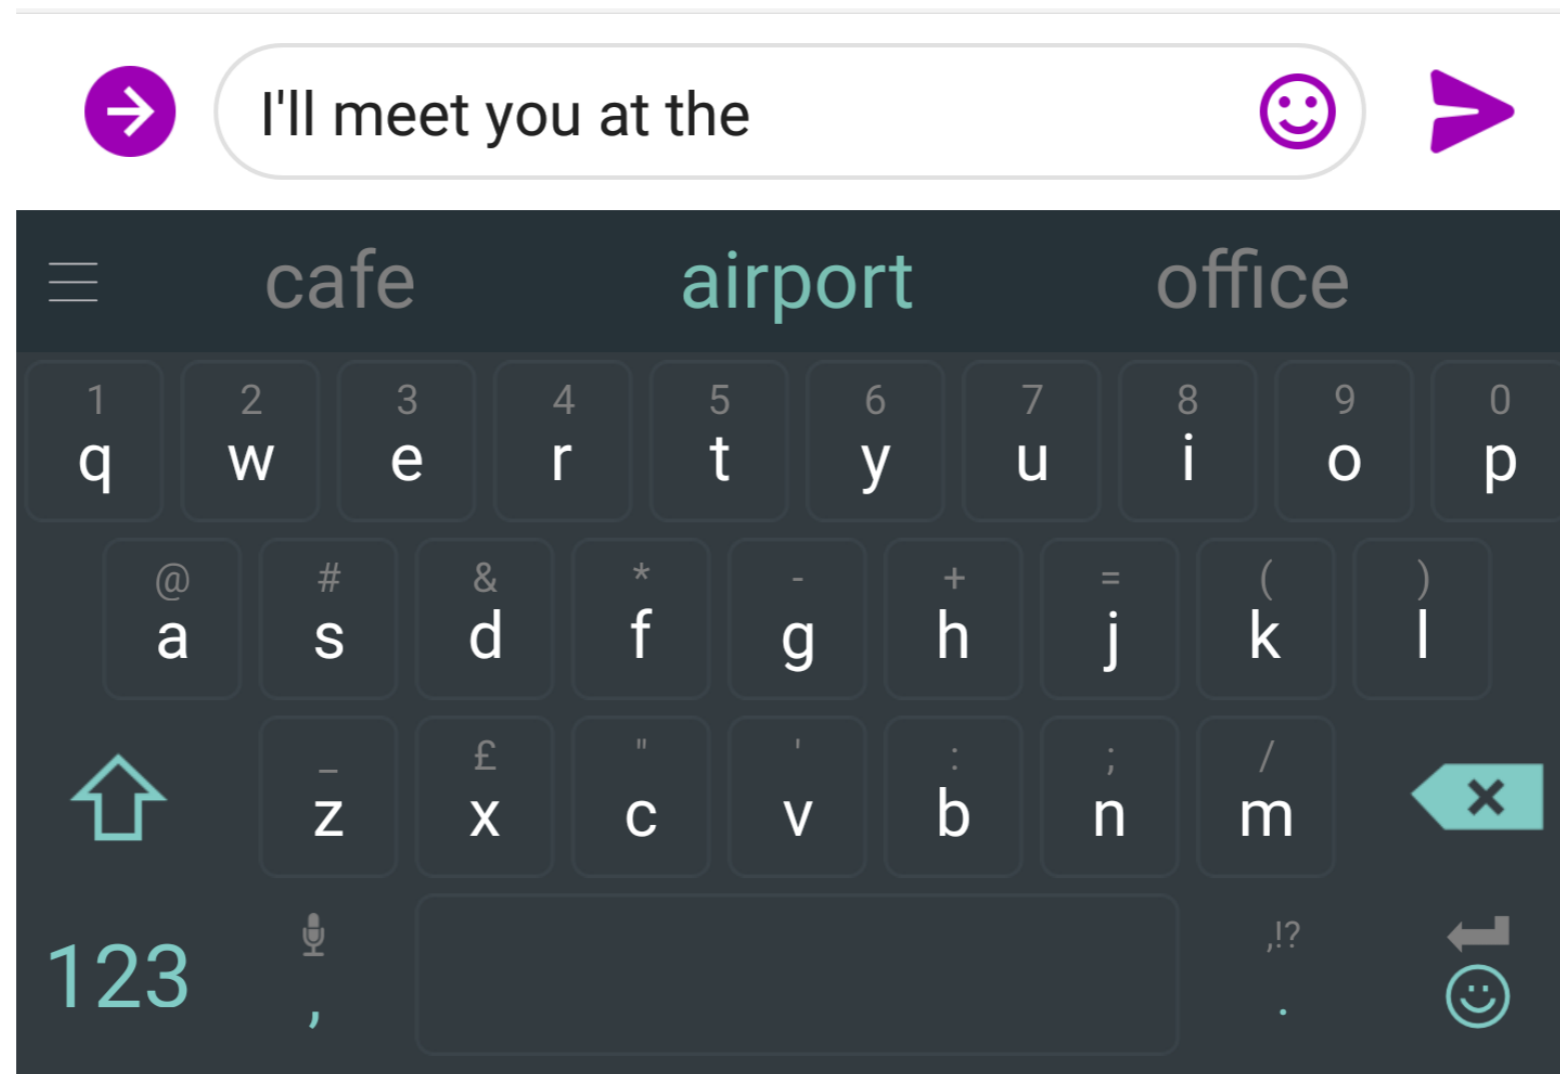 I'll meet you at the
cafe airport office
1 2 3 4 5 6 7 8 9 0
q w e r t y u i o p
@ # & * - + = ( )
a s d f g h j k l
_ £ " ' : ; /
z x c v b n m
,!?
123 , .